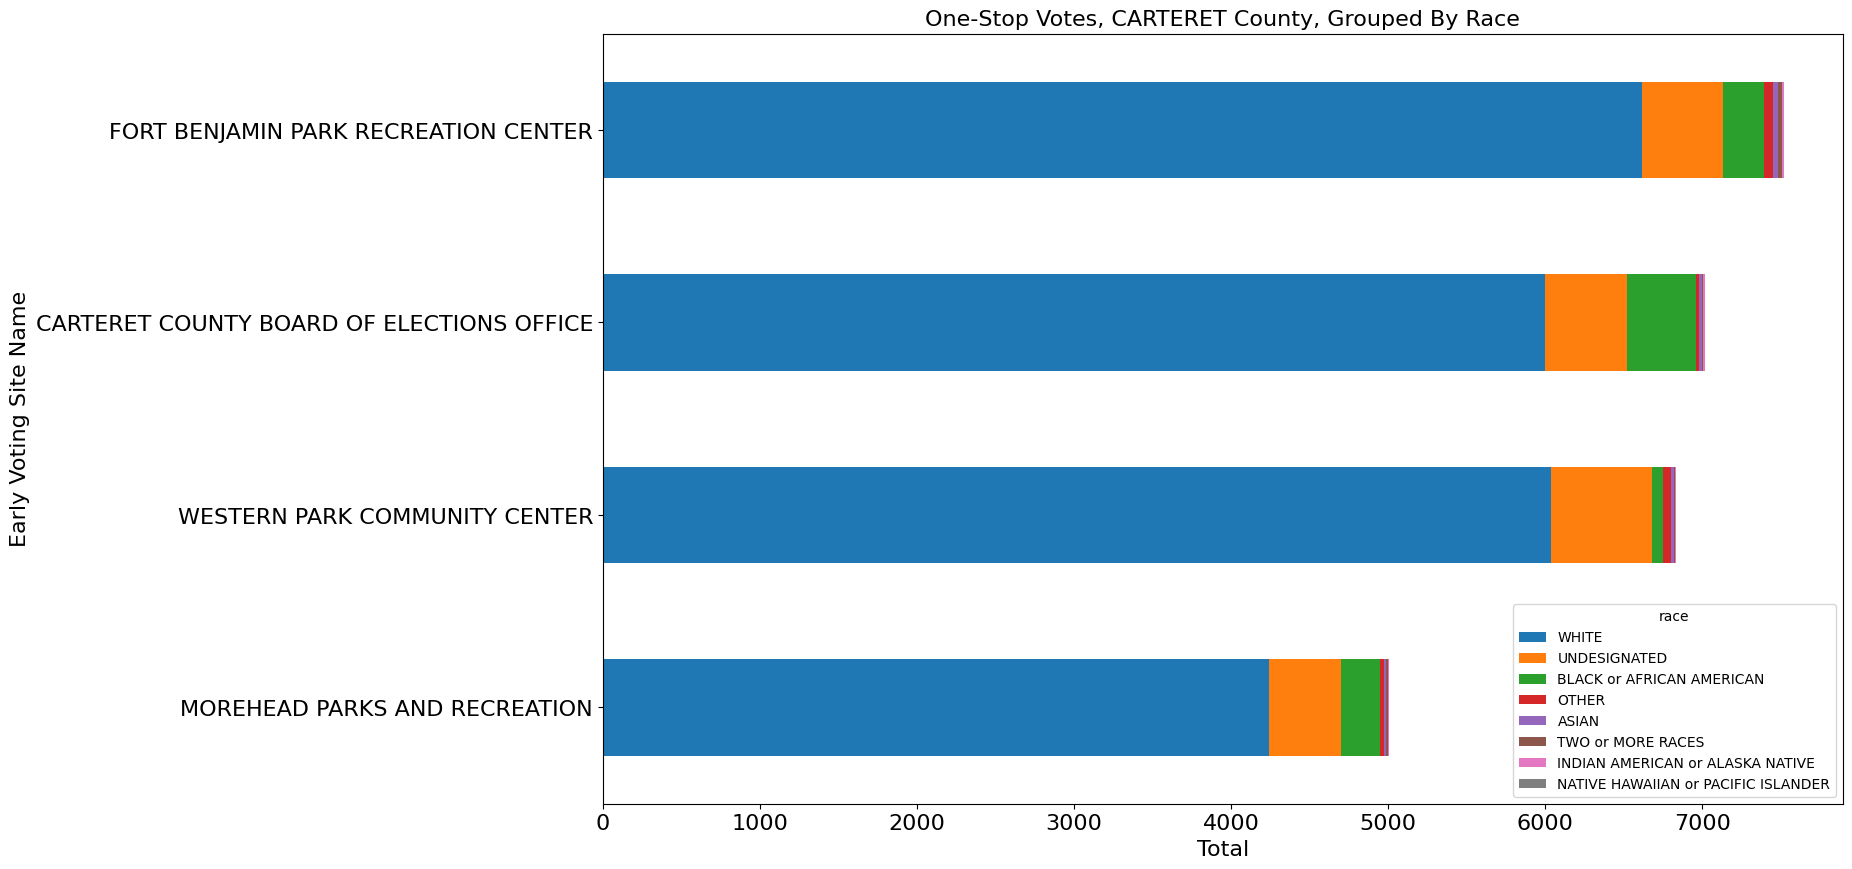 One-Stop Votes, CARTERET County, Grouped By Race
Early Voting Site Name
FORT BENJAMIN PARK RECREATION CENTER
CARTERET COUNTY BOARD OF ELECTIONS OFFICE
WESTERN PARK COMMUNITY CENTER
MOREHEAD PARKS AND RECREATION
race
WHITE
UNDESIGNATED
BLACK or AFRICAN AMERICAN
OTHER
ASIAN
TWO or MORE RACES
INDIAN AMERICAN or ALASKA NATIVE
NATIVE HAWAIIAN or PACIFIC ISLANDER
0 1000 2000 3000 4000 5000 6000 7000
Total